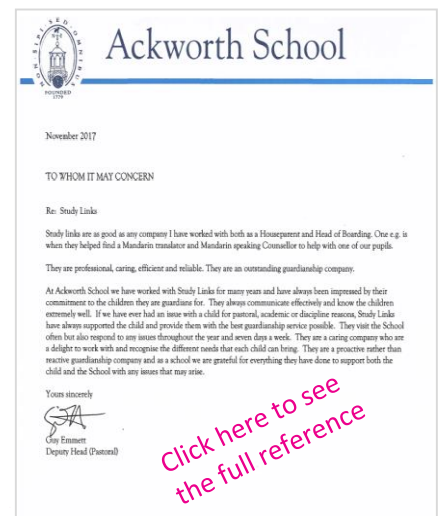 NON SIBI SED OMNIBUS
FOUNDED
1779
Ackworth School
November 2017
TO WHOM IT MAY CONCERN
Re: Study Links
Study links are as good as any company I have worked with both as a Houseparent and Head of Boarding. One e.g. is
when they helped find a Mandarin translator and Mandarin speaking Counsellor to help with one of our pupils.
They are professional, caring, efficient and reliable. They are an outstanding guardianship company.
At Ackworth School we have worked with Study Links for many years and have always been impressed by their
commitment to the children they are guardians for. They always communicate effectively and know the children
extremely well. If we have ever had an issue with a child for pastoral, academic or discipline reasons, Study Links
have always supported the child and provide them with the best guardianship service possible. They visit the School
often but also respond to any issues throughout the year and seven days a week. They are a caring company who are
a delight to work with and recognise the different needs that each child can bring. They are a proactive rather than
reactive guardianship company and as a school we are grateful for everything they have done to support both the
child and the School with any issues that may arise.
Yours sincerely
Guy Emmett
Deputy Head (Pastoral)
Click here to see
the full reference